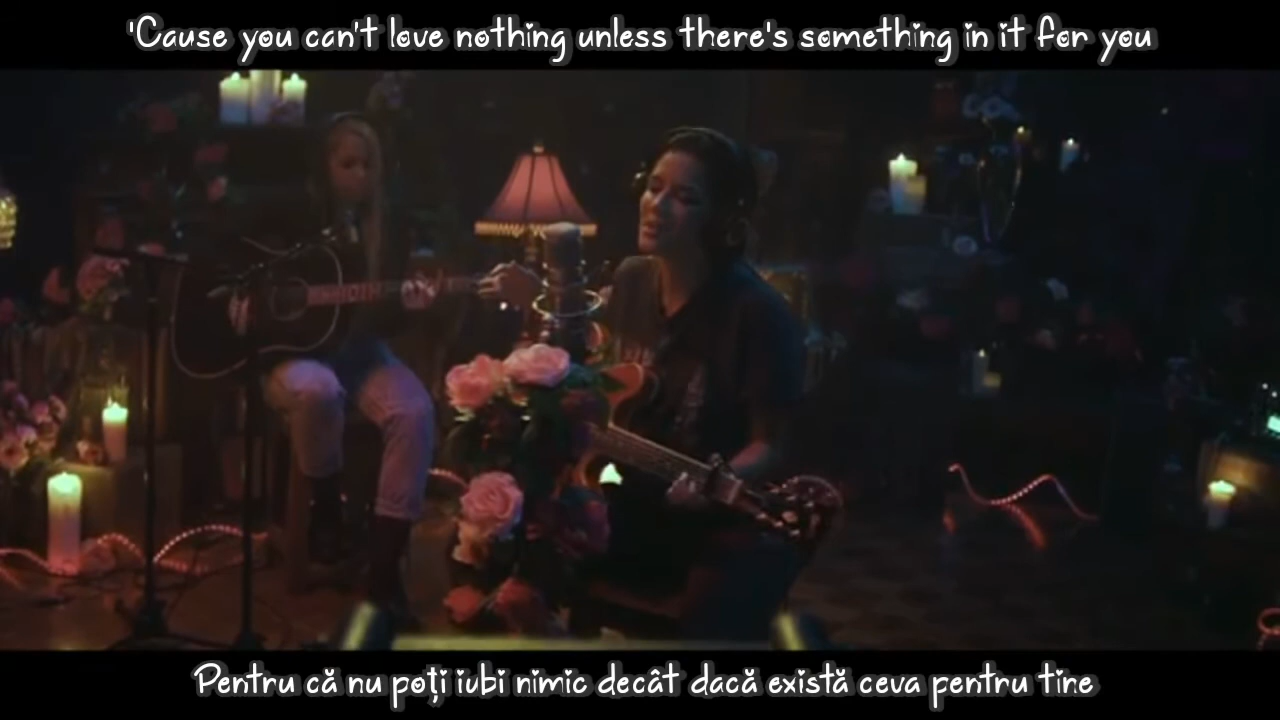 'Cause you can't love nothing unless there's something in it for you
Pentru că nu poți iubi nimic decât dacă există ceva pentru tine